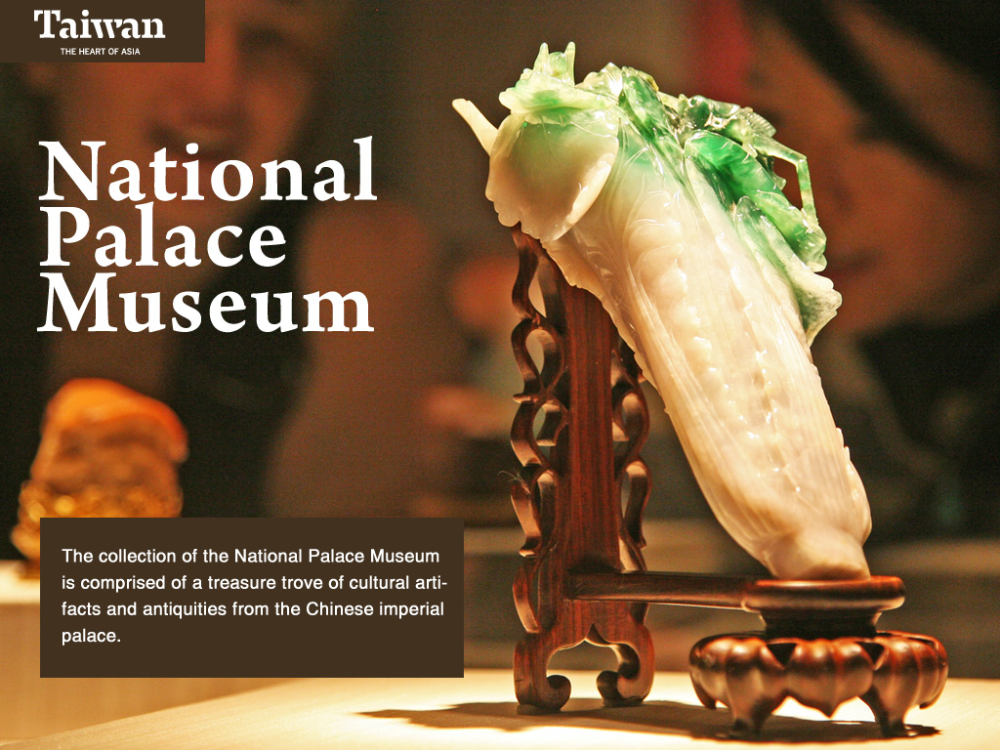 Taiwan
THE HEART OF ASIA
National
Palace
Museum
The collection of the National Palace Museum
is comprised of a treasure trove of cultural arti-
facts and antiquities from the Chinese imperial
palace.